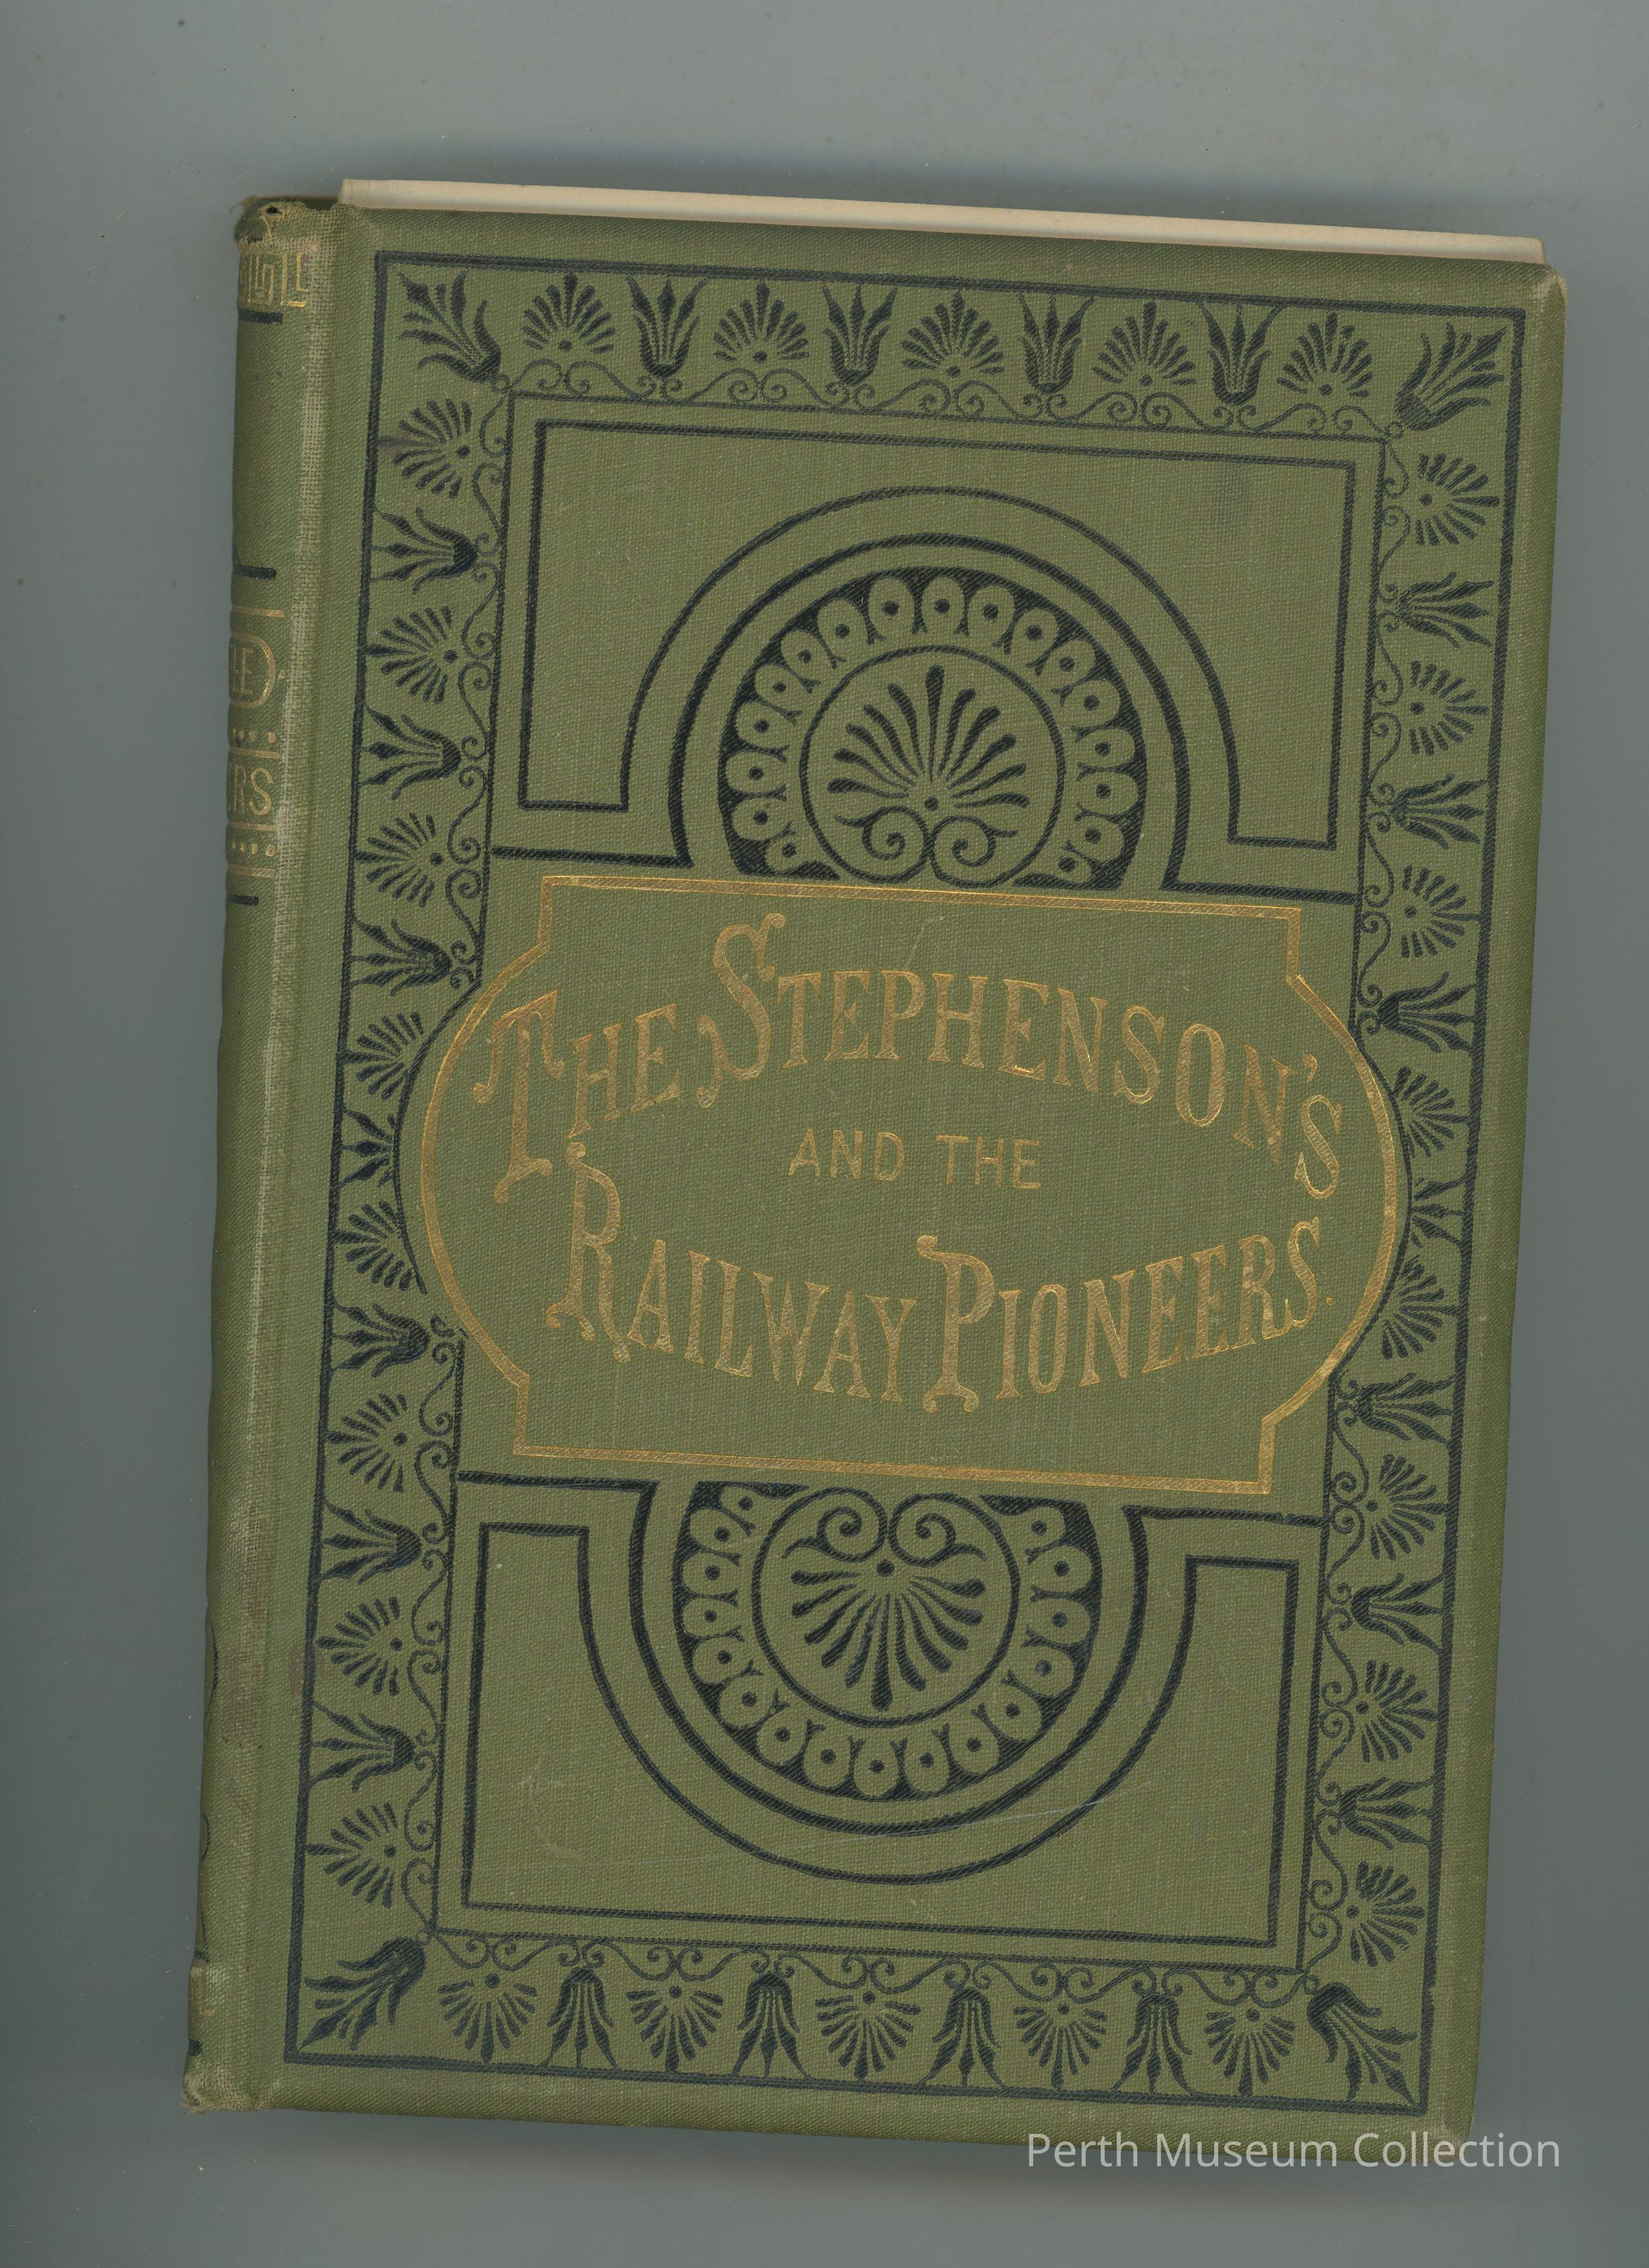 THE STEPHENSON'S
AND THE
RAILWAY PIONEERS.
Perth Museum Collection